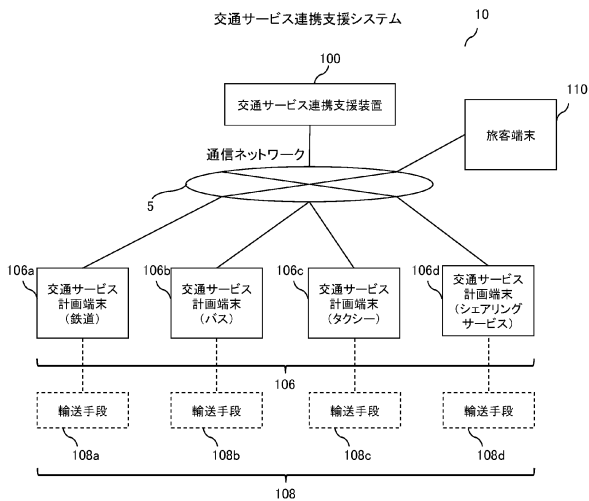 交通サービス連携支援システム
10
100
交通サービス連携支援装置
110
旅客端末
通信ネットワーク
5
106a
交通サービス
計画端末
(鉄道)
106b
交通サービス
計画端末
(バス)
106c
交通サービス
計画端末
(タクシー)
106d
交通サービス
計画端末
(シェアリング
サービス)
106
輸送手段
輸送手段
輸送手段
輸送手段
108a
108b
108c
108d
108